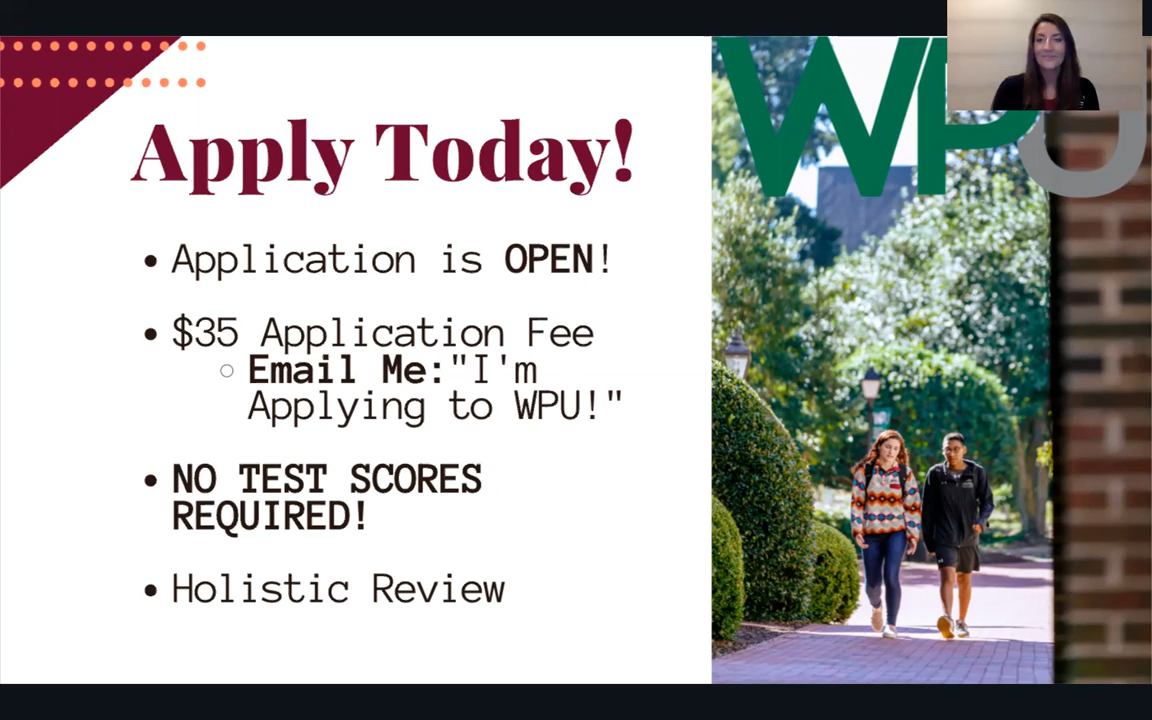 WPU
Apply Today!
• Application is OPEN!
• $35 Application Fee
○ Email Me:"I'm
Applying to WPU!"
• NO TEST SCORES
REQUIRED!
• Holistic Review